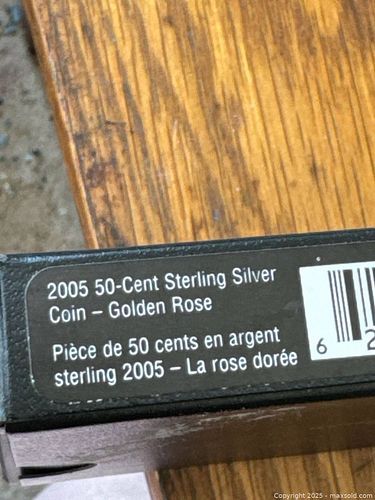 2005 50-Cent Sterling Silver
Coin – Golden Rose
Pièce de 50 cents en argent
sterling 2005 – La rose dorée
6 2
Copyright 2025 - maxsold.com